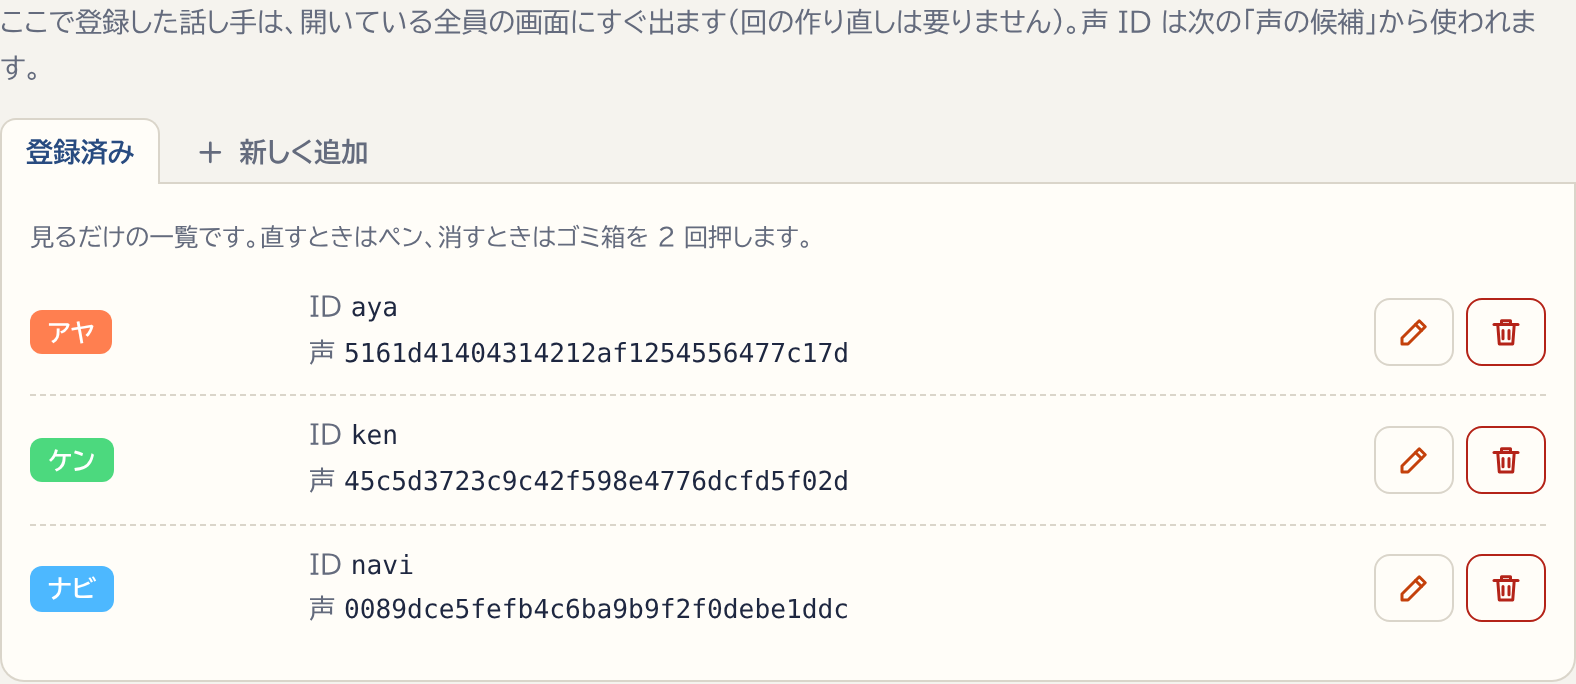 ここで登録した話し手は、開いている全員の画面にすぐ出ます(回の作り直しは要りません)。声 ID は次の「声の候補」から使われま
す。
登録済み
＋ 新しく追加
見るだけの一覧です。直すときはペン、消すときはゴミ箱を 2 回押します。
アヤ
ID aya
声 5161d41404314212af1254556477c17d
ケン
ID ken
声 45c5d3723c9c42f598e4776dcfd5f02d
ナビ
ID navi
声 0089dce5fefb4c6ba9b9f2f0debe1ddc